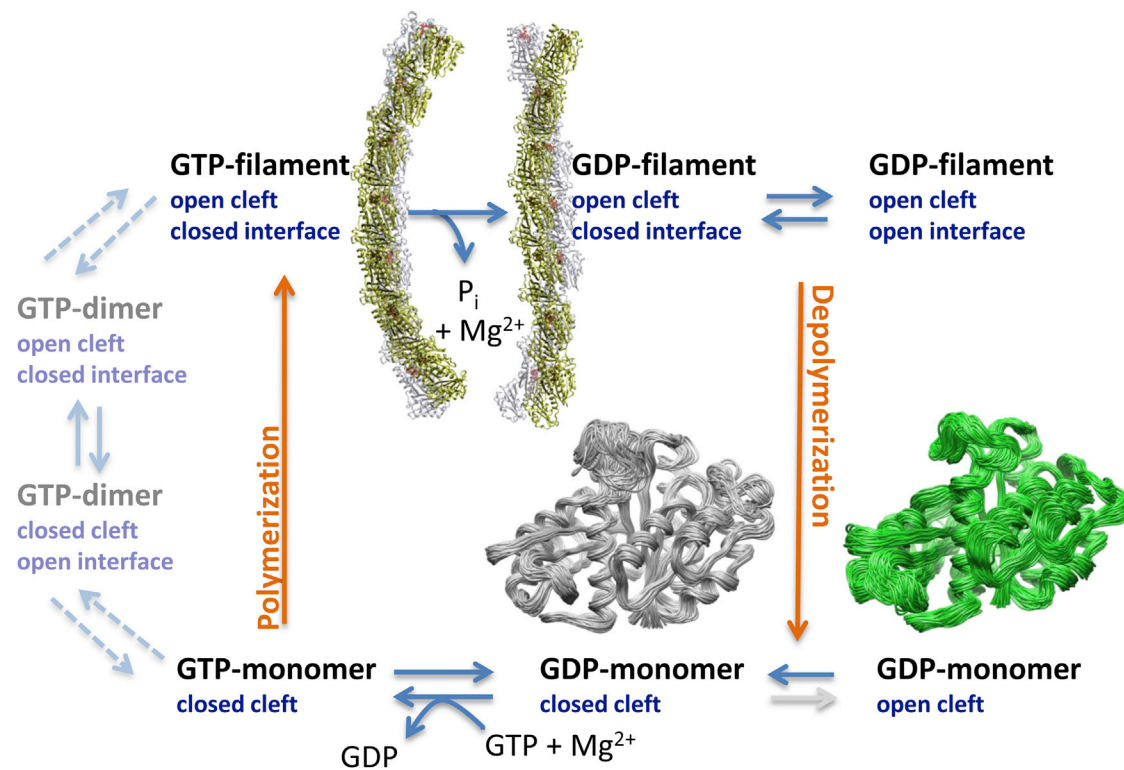 GTP-filament
open cleft
closed interface
GDP-filament
open cleft
closed interface
GDP-filament
open cleft
open interface
Pi
+ Mg2+
GTP-dimer
open cleft
closed interface
GTP-dimer
closed cleft
open interface
Polymerization
Depolymerization
GTP-monomer
closed cleft
GDP-monomer
closed cleft
GDP-monomer
open cleft
GDP
GTP + Mg2+